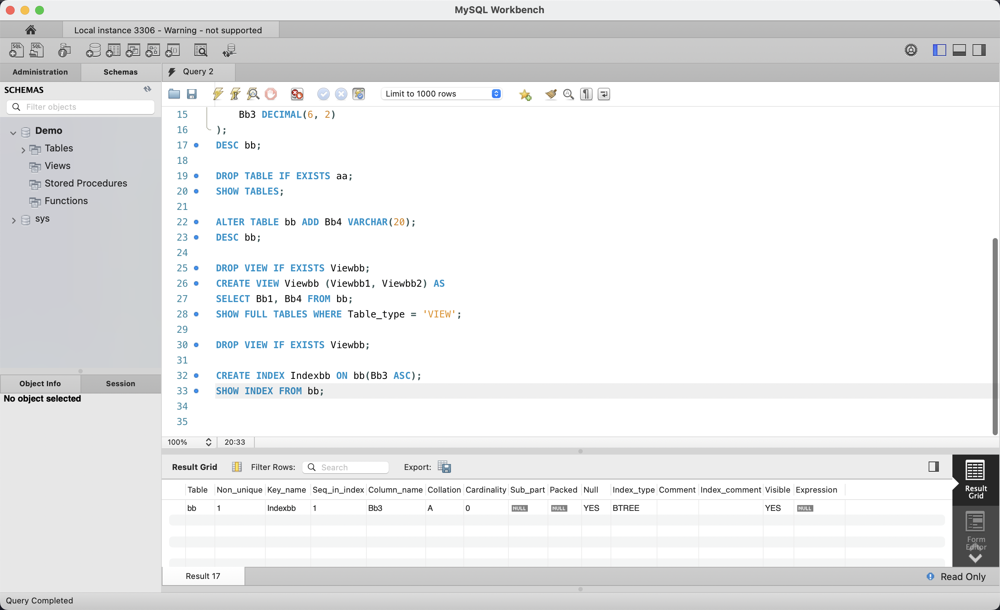 MySQL Workbench
Local instance 3306 - Warning - not supported
Administration
Schemas
Query 2
SCHEMAS
Filter objects
Demo
Tables
Views
Stored Procedures
Functions
sys
Object Info
Session
No object selected
Limit to 1000 rows
15 Bb3 DECIMAL(6, 2)
16 );
17 DESC bb;
18
19 DROP TABLE IF EXISTS aa;
20 SHOW TABLES;
21
22 ALTER TABLE bb ADD Bb4 VARCHAR(20);
23 DESC bb;
24
25 DROP VIEW IF EXISTS Viewbb;
26 CREATE VIEW Viewbb (Viewbb1, Viewbb2) AS
27 SELECT Bb1, Bb4 FROM bb;
28 SHOW FULL TABLES WHERE Table_type = 'VIEW';
29
30 DROP VIEW IF EXISTS Viewbb;
31
32 CREATE INDEX Indexbb ON bb(Bb3 ASC);
33 SHOW INDEX FROM bb;
34
35
100% 20:33
Result Grid Filter Rows: Search Export:
Table Non_unique Key_name Seq_in_index Column_name Collation Cardinality Sub_part Packed Null Index_type Comment Index_comment Visible Expression
bb 1 Indexbb 1 Bb3 A 0 NULL NULL YES BTREE YES NULL
Result
Grid
Form
Editor
Result 17
Read Only
Query Completed